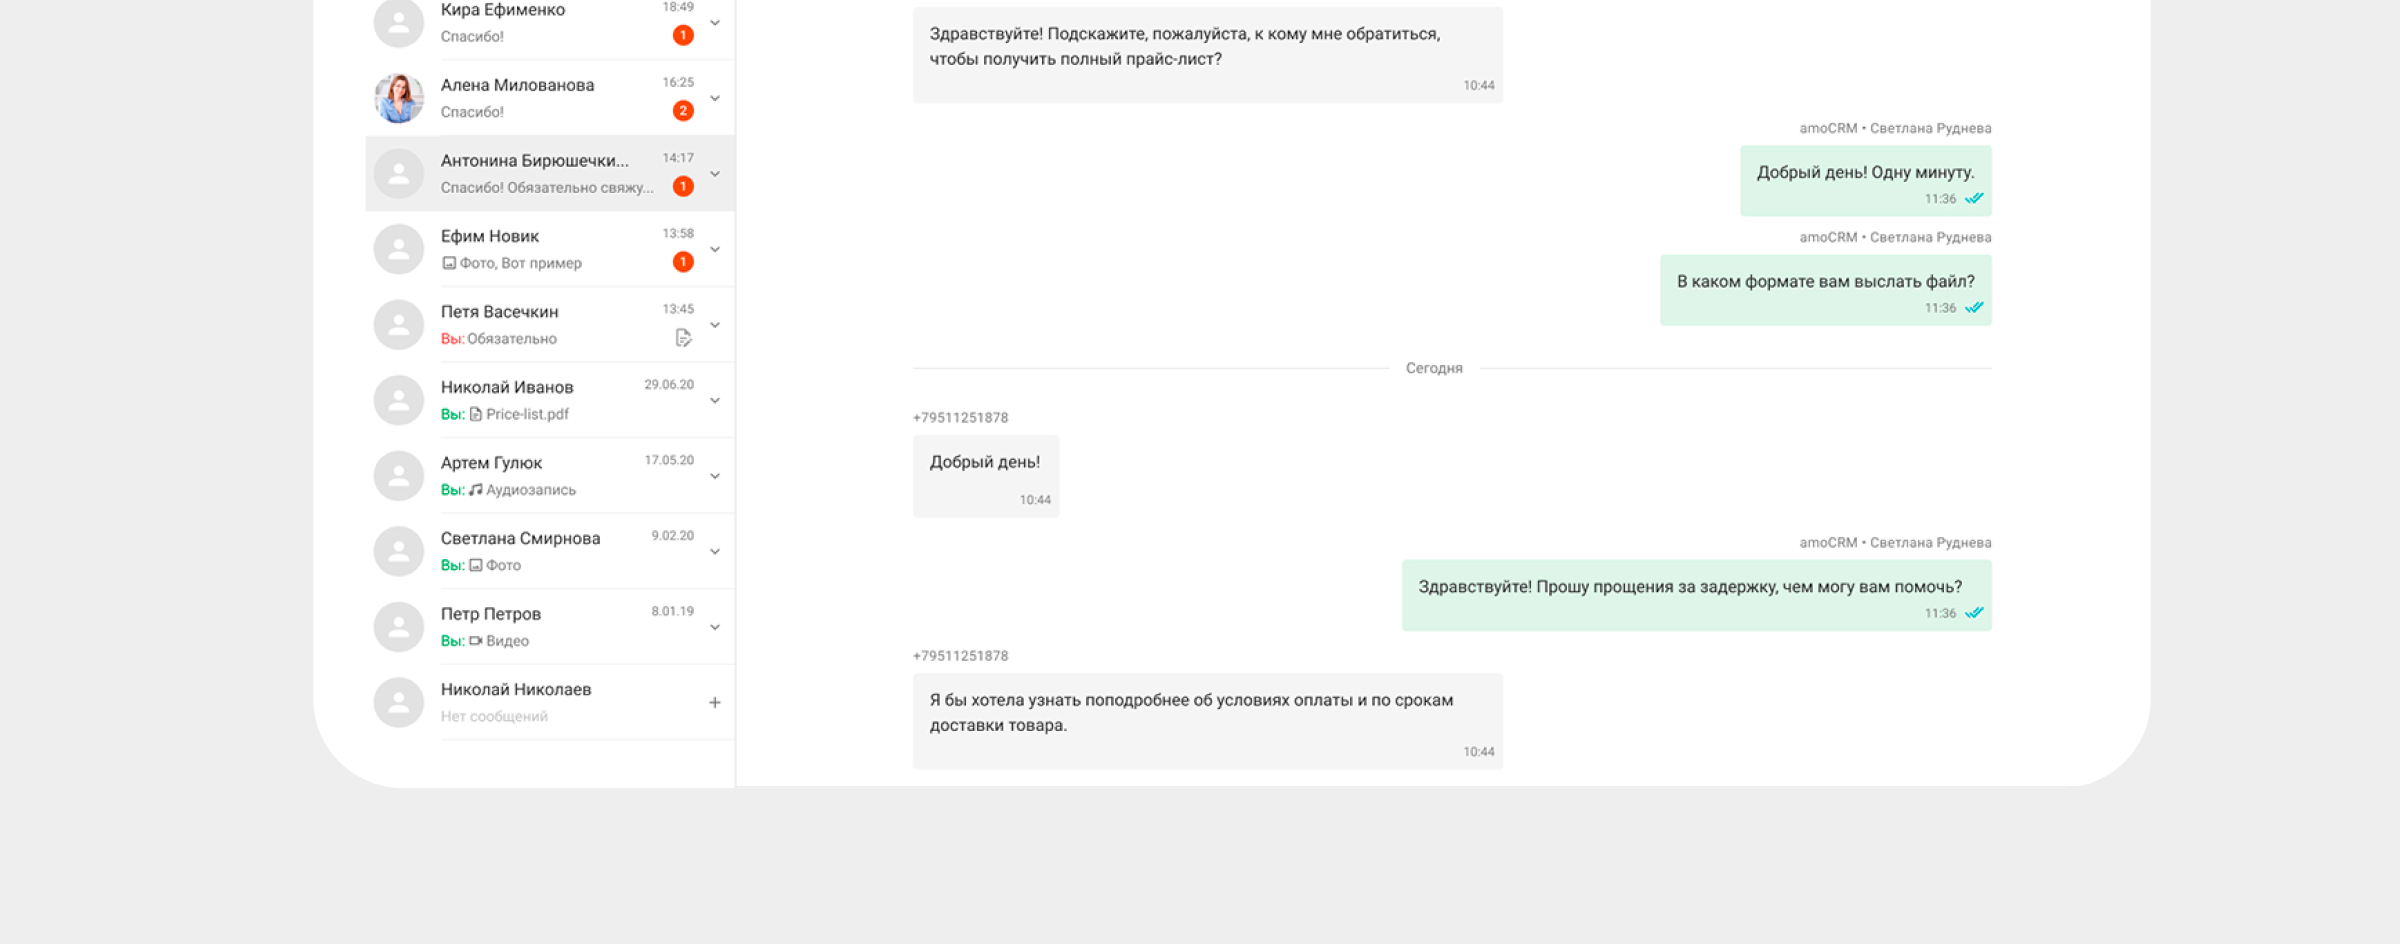 Кира Ефименко
18:49
Спасибо!
1
Алена Милованова
16:25
Спасибо!
2
Антонина Бирюшечки...
14:17
Спасибо! Обязательно свяжу...
1
Ефим Новик
13:58
Фото, Вот пример
1
Петя Васечкин
13:45
Вы: Обязательно
Николай Иванов
29.06.20
Вы: Price-list.pdf
Артем Гулюк
17.05.20
Вы: Аудиозапись
Светлана Смирнова
9.02.20
Вы: Фото
Петр Петров
8.01.19
Вы: Видео
Николай Николаев
Нет сообщений
Здравствуйте! Подскажите, пожалуйста, к кому мне обратиться,
чтобы получить полный прайс-лист?
10:44
amoCRM • Светлана Руднева
Добрый день! Одну минуту.
11:36
amoCRM • Светлана Руднева
В каком формате вам выслать файл?
11:36
Сегодня
+79511251878
Добрый день!
10:44
amoCRM • Светлана Руднева
Здравствуйте! Прошу прощения за задержку, чем могу вам помочь?
11:36
+79511251878
Я бы хотела узнать поподробнее об условиях оплаты и по срокам
доставки товара.
10:44